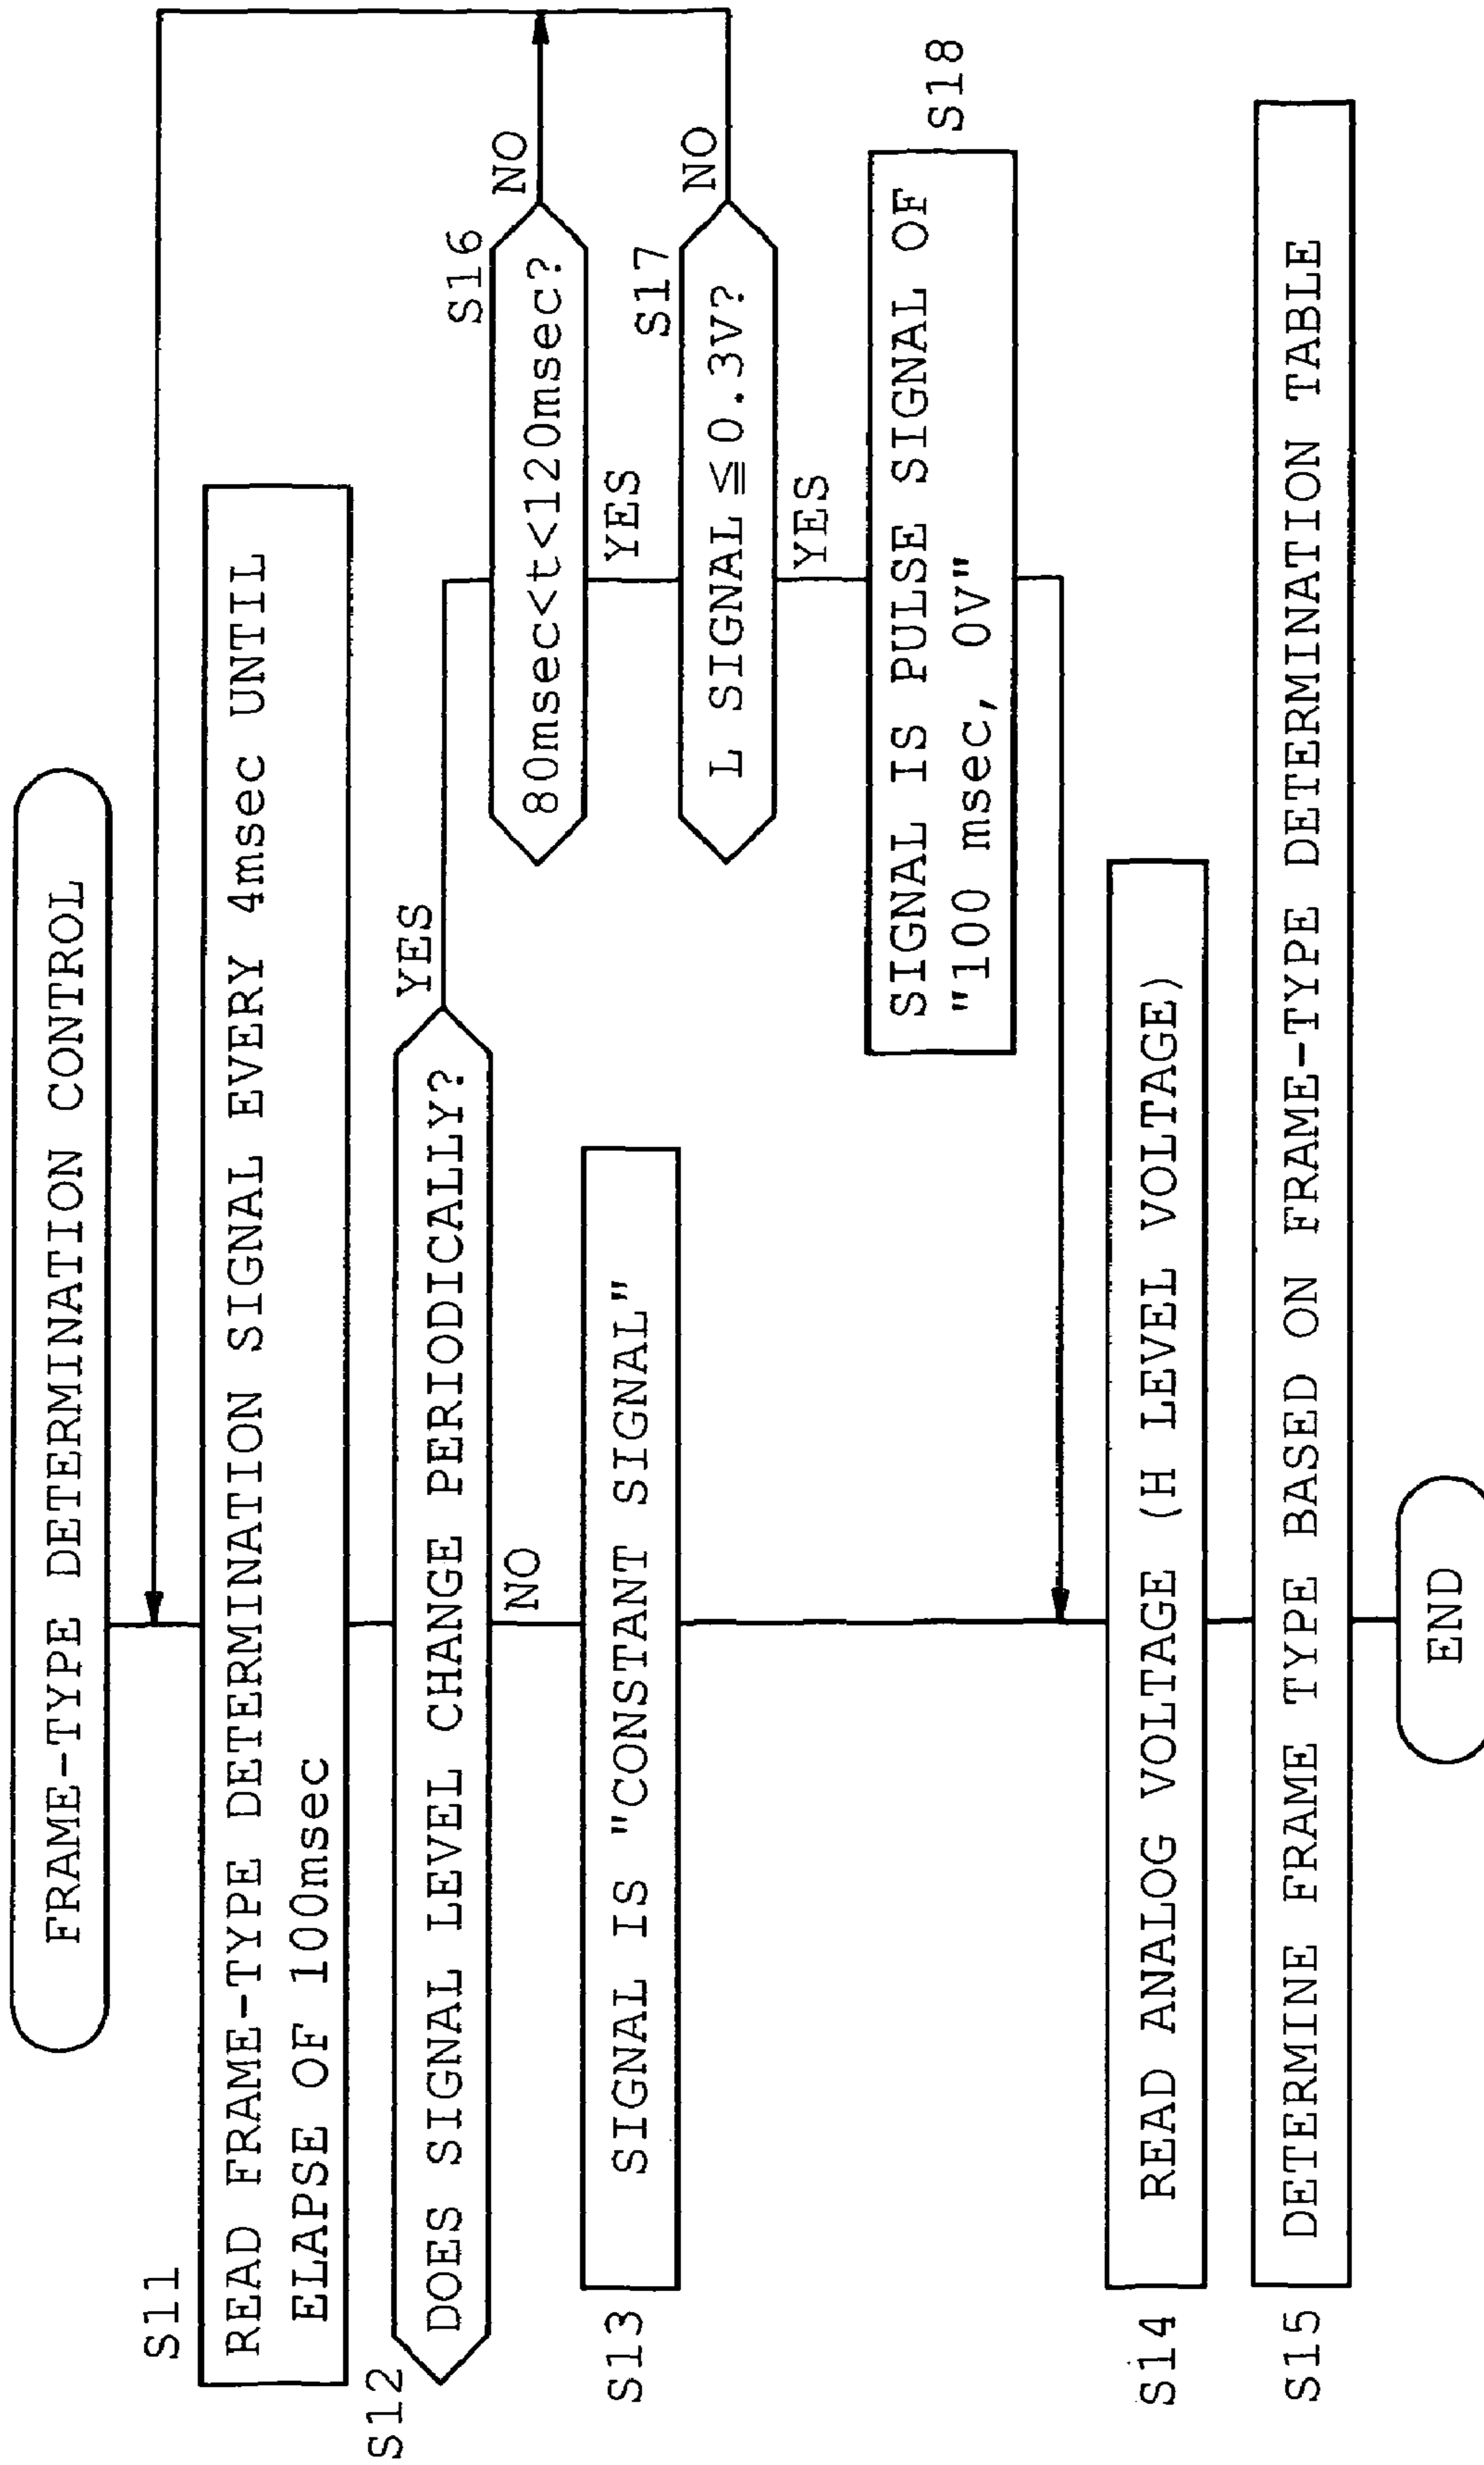 FRAME-TYPE DETERMINATION CONTROL
S11
READ FRAME-TYPE DETERMINATION SIGNAL EVERY 4msec UNTIL
ELAPSE OF 100msec
S12
DOES SIGNAL LEVEL CHANGE PERIODICALLY?
YES
NO
S13
SIGNAL IS "CONSTANT SIGNAL"
S16
80msec<t<120msec?
NO
YES
S17
L SIGNAL≦0.3V?
NO
YES
S18
SIGNAL IS PULSE SIGNAL OF
"100 msec, 0V"
S14
READ ANALOG VOLTAGE (H LEVEL VOLTAGE)
S15
DETERMINE FRAME TYPE BASED ON FRAME-TYPE DETERMINATION TABLE
END